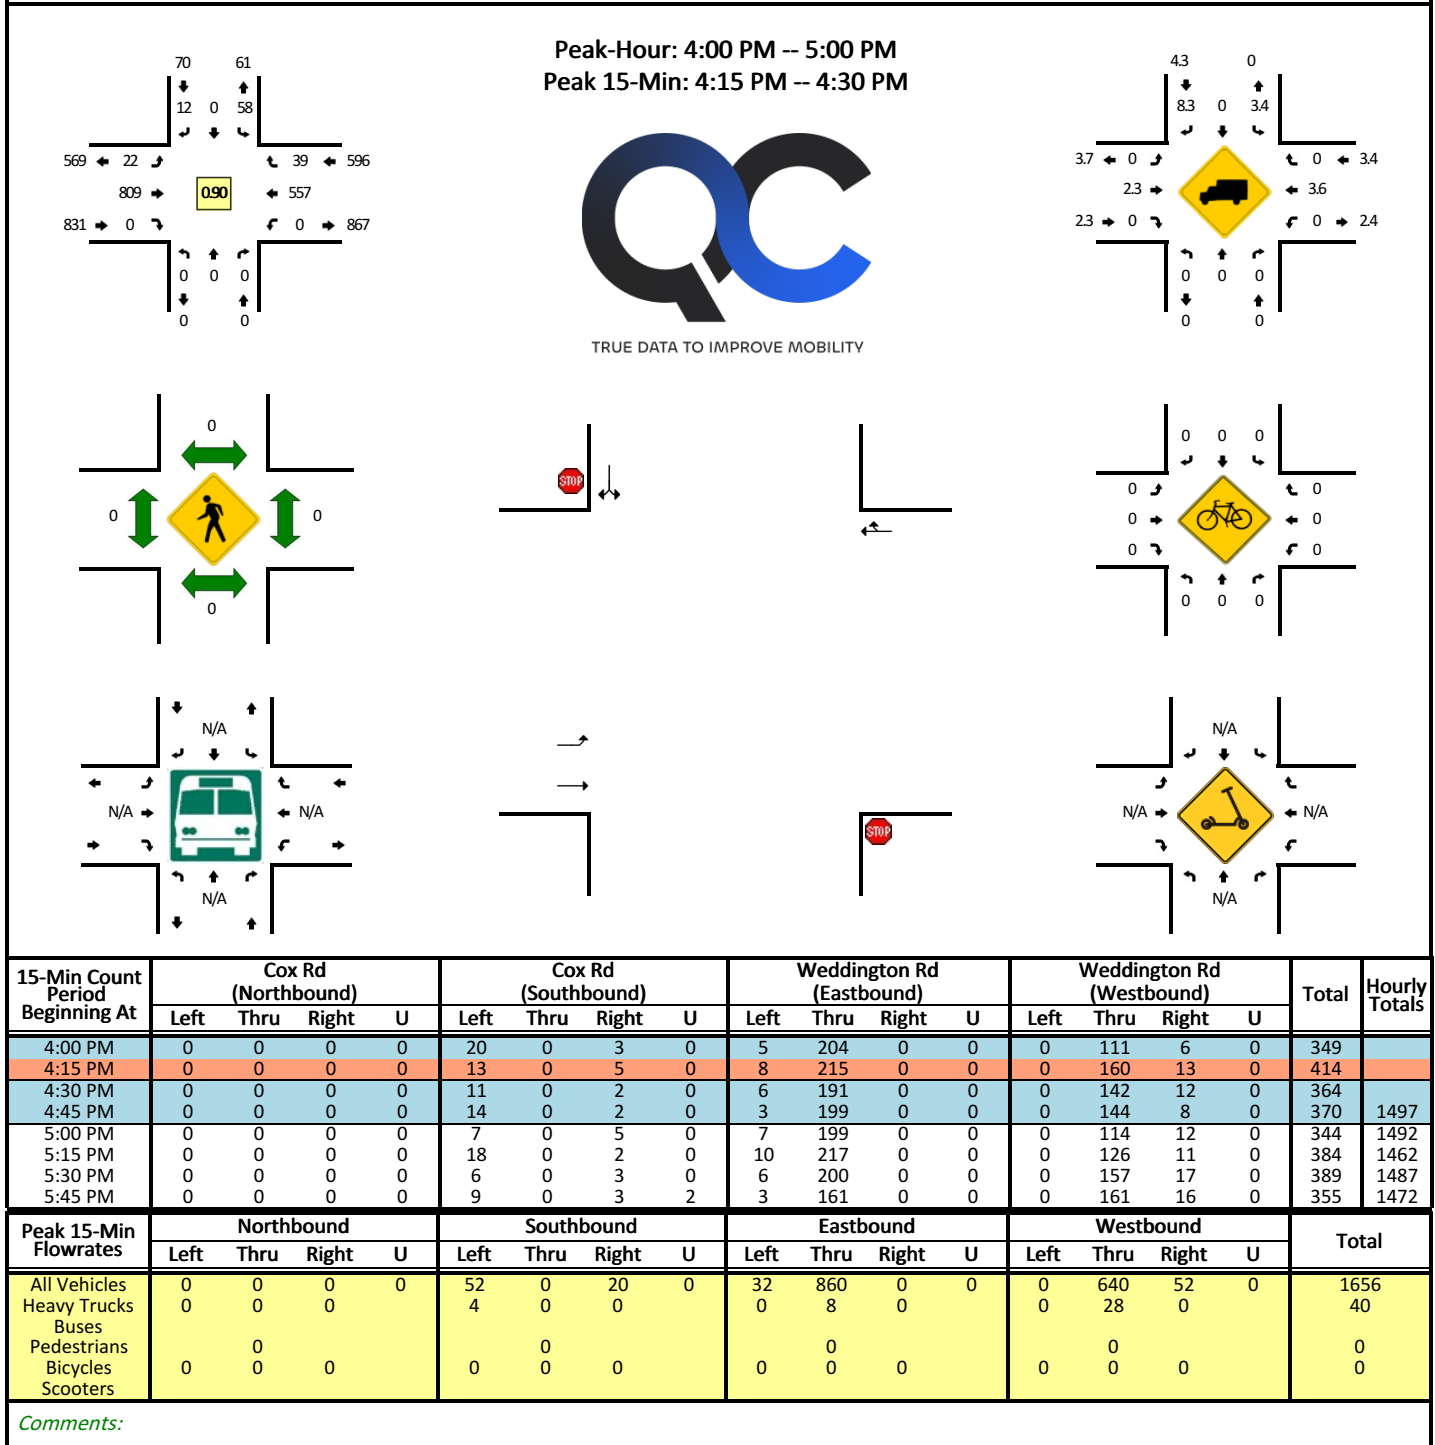 Peak-Hour: 4:00 PM -- 5:00 PM
Peak 15-Min: 4:15 PM -- 4:30 PM
70 61
12 0 58
569 22 39 596
809 0.90 557
831 0 0 867
0 0 0
0 0
TRUE DATA TO IMPROVE MOBILITY
4.3 0
8.3 0 3.4
3.7 0 0 3.4
2.3 3.6
2.3 0 0 2.4
0 0 0
0 0
0
0 0
0
STOP
STOP
0 0 0
0 0
0 0
0 0
0 0 0
N/A
N/A N/A
N/A
N/A
N/A N/A
N/A
15-Min Count Period Beginning At Cox Rd (Northbound) Cox Rd (Southbound) Weddington Rd (Eastbound) Weddington Rd (Westbound) Total Hourly Totals
Left Thru Right U Left Thru Right U Left Thru Right U Left Thru Right U
4:00 PM 0 0 0 0 20 0 3 0 5 204 0 0 0 111 6 0 349
4:15 PM 0 0 0 0 13 0 5 0 8 215 0 0 0 160 13 0 414
4:30 PM 0 0 0 0 11 0 2 0 6 191 0 0 0 142 12 0 364
4:45 PM 0 0 0 0 14 0 2 0 3 199 0 0 0 144 8 0 370 1497
5:00 PM 0 0 0 0 7 0 5 0 7 199 0 0 0 114 12 0 344 1492
5:15 PM 0 0 0 0 18 0 2 0 10 217 0 0 0 126 11 0 384 1462
5:30 PM 0 0 0 0 6 0 3 0 6 200 0 0 0 157 17 0 389 1487
5:45 PM 0 0 0 0 9 0 3 2 3 161 0 0 0 161 16 0 355 1472
Peak 15-Min Flowrates Northbound Southbound Eastbound Westbound Total
Left Thru Right U Left Thru Right U Left Thru Right U Left Thru Right U
All Vehicles 0 0 0 0 52 0 20 0 32 860 0 0 0 640 52 0 1656
Heavy Trucks 0 0 0 4 0 0 0 8 0 0 28 0 40
Buses
Pedestrians 0 0 0 0 0
Bicycles 0 0 0 0 0 0 0 0 0 0 0 0 0
Scooters
Comments: